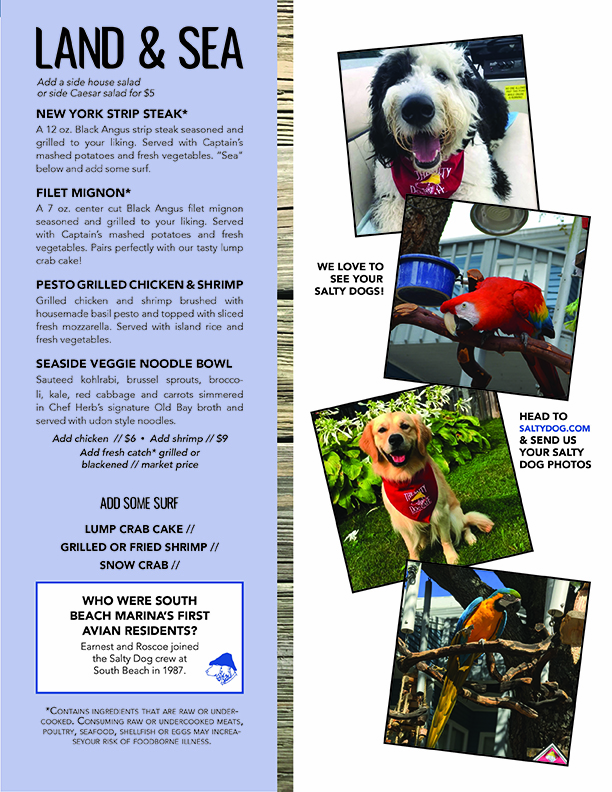 LAND & SEA
Add a side house salad
or side Caesar salad for $5
NEW YORK STRIP STEAK*
A 12 oz. Black Angus strip steak seasoned and
grilled to your liking. Served with Captain's
mashed potatoes and fresh vegetables. "Sea"
below and add some surf.
FILET MIGNON*
A 7 oz. center cut Black Angus filet mignon
seasoned and grilled to your liking. Served
with Captain's mashed potatoes and fresh
vegetables. Pairs perfectly with our tasty lump
crab cake!
PESTO GRILLED CHICKEN & SHRIMP
Grilled chicken and shrimp brushed with
housemade basil pesto and topped with sliced
fresh mozzarella. Served with island rice and
fresh vegetables.
SEASIDE VEGGIE NOODLE BOWL
Sauteed kohlrabi, brussel sprouts, brocco-
li, kale, red cabbage and carrots simmered
in Chef Herb's signature Old Bay broth and
served with udon style noodles.
Add chicken // $6 • Add shrimp // $9
Add fresh catch* grilled or
blackened // market price
ADD SOME SURF
LUMP CRAB CAKE //
GRILLED OR FRIED SHRIMP //
SNOW CRAB //
WHO WERE SOUTH
BEACH MARINA'S FIRST
AVIAN RESIDENTS?
Earnest and Roscoe joined
the Salty Dog crew at
South Beach in 1987.
*CONTAINS INGREDIENTS THAT ARE RAW OR UNDER-
COOKED. CONSUMING RAW OR UNDERCOOKED MEATS,
POULTRY, SEAFOOD, SHELLFISH OR EGGS MAY INCREA-
SEYOUR RISK OF FOODBORNE ILLNESS.
WE LOVE TO
SEE YOUR
SALTY DOGS!
HEAD TO
SALTYDOG.COM
& SEND US
YOUR SALTY
DOG PHOTOS